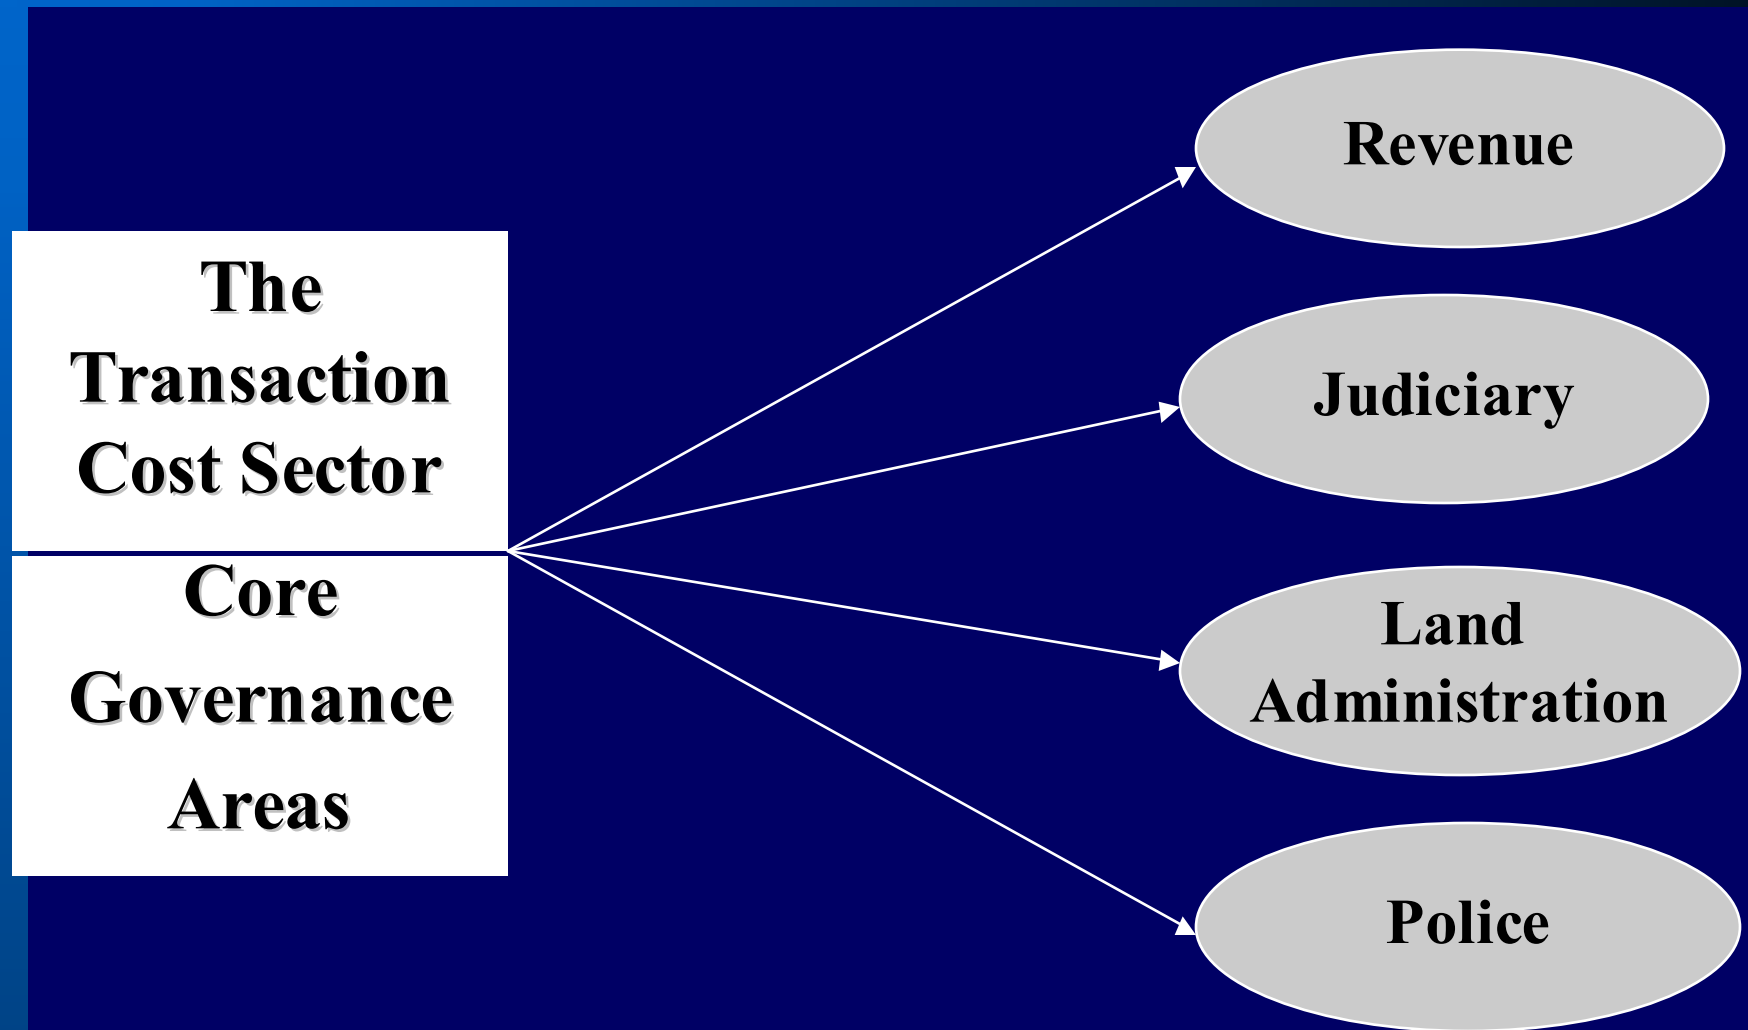 The
Transaction
Cost Sector
Core
Governance
Areas
Revenue
Judiciary
Land
Administration
Police